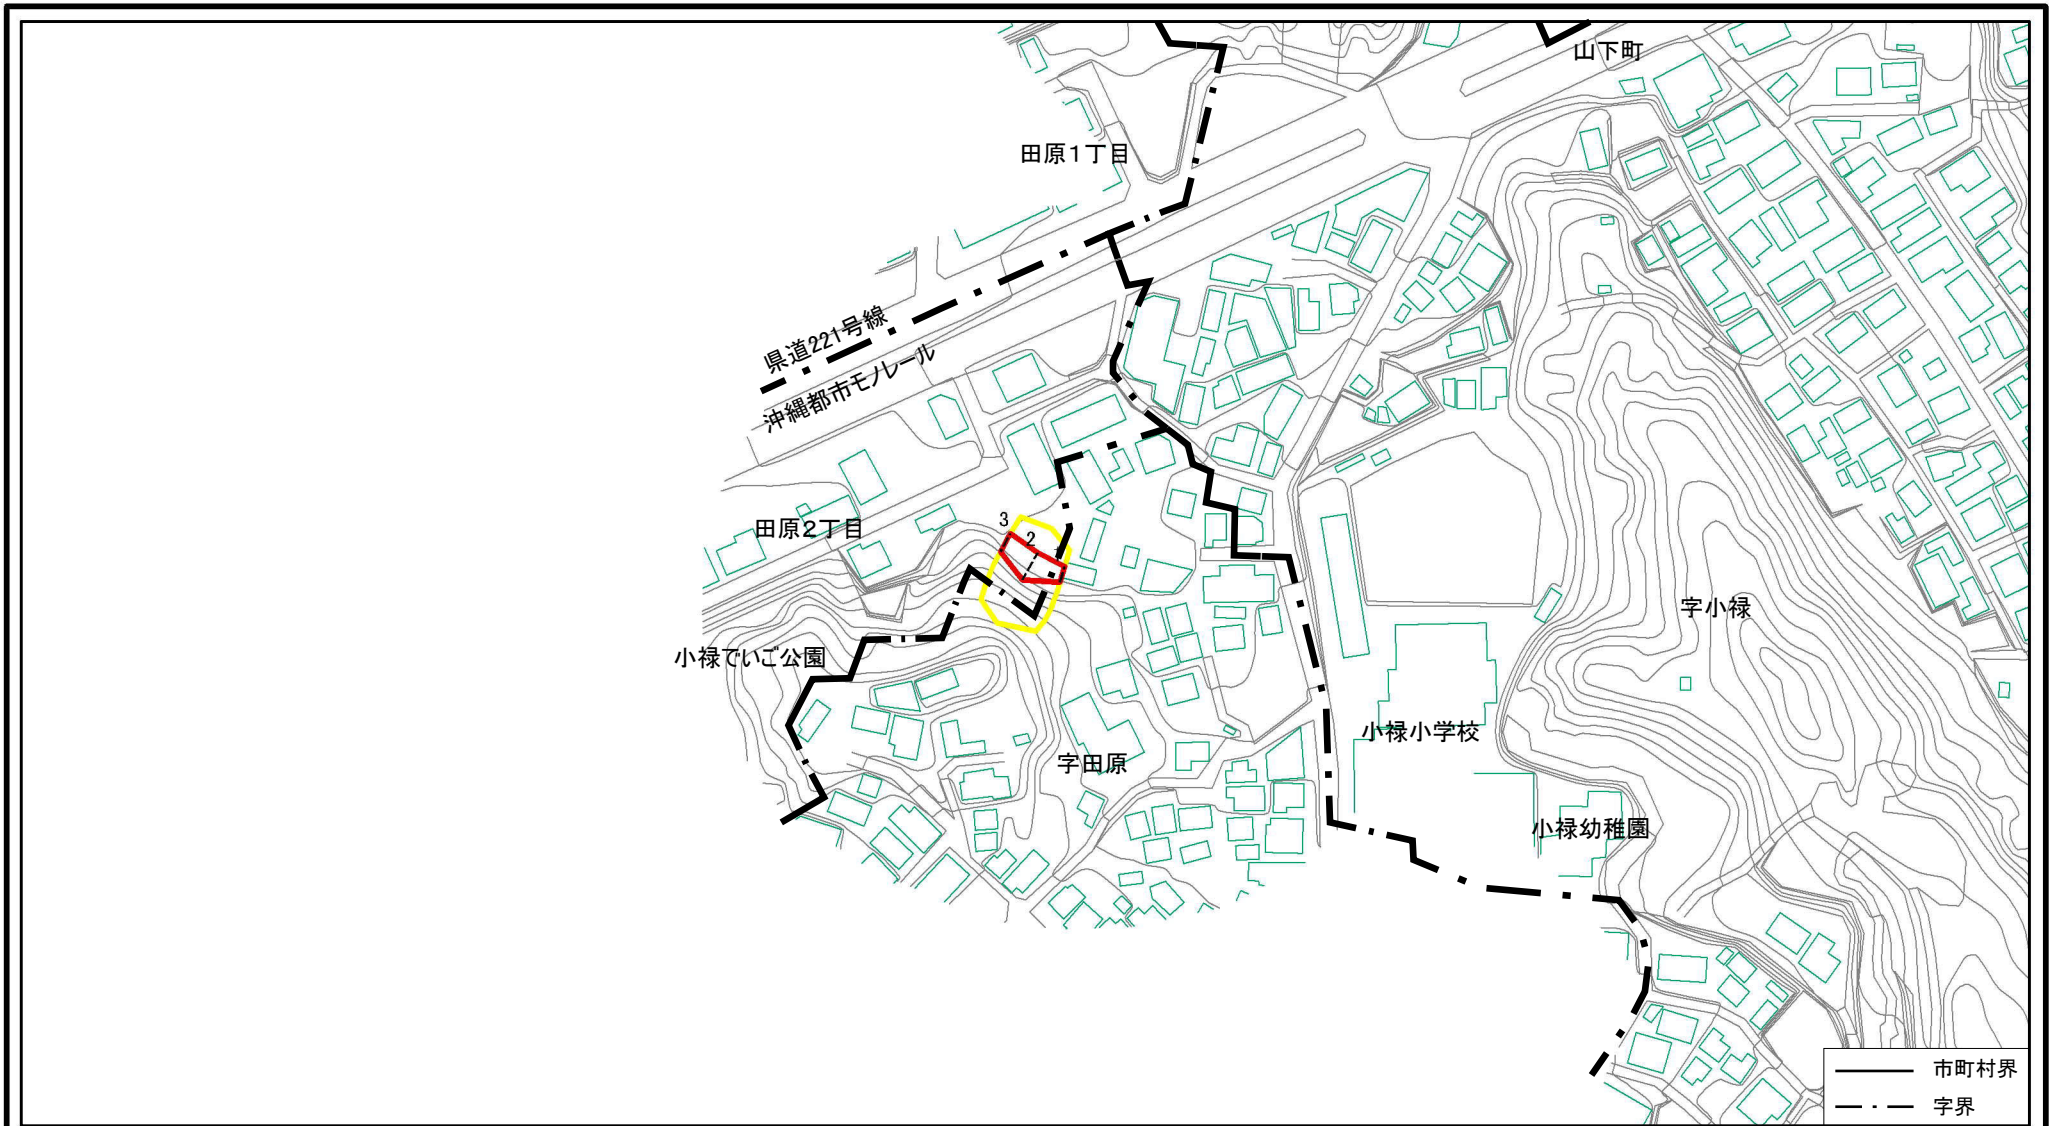 山下町
田原1丁目
県道221号線
沖縄都市モノレール
田原2丁目
3
2
字小禄
小禄でいご公園
小禄小学校
字田原
小禄幼稚園
市町村界
字界